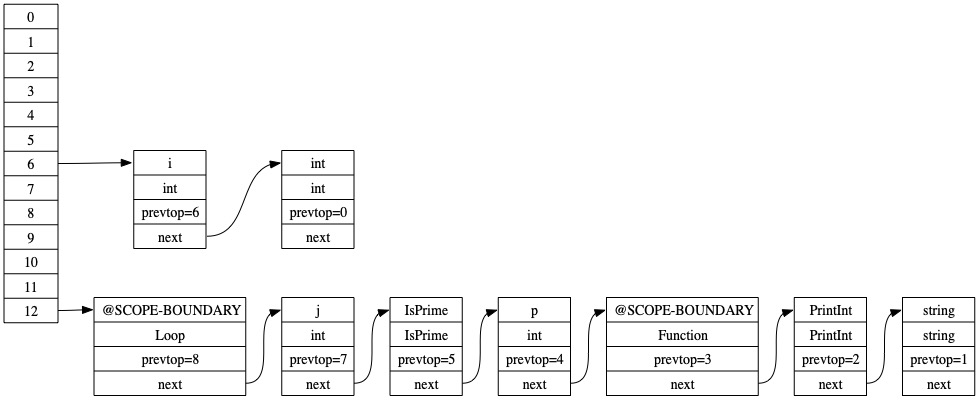 0
1
2
3
4
5
6
7
8
9
10
11
12
i
int
prevtop=6
next
int
int
prevtop=0
next
@SCOPE-BOUNDARY
Loop
prevtop=8
next
j
int
prevtop=7
next
IsPrime
IsPrime
prevtop=5
next
p
int
prevtop=4
next
@SCOPE-BOUNDARY
Function
prevtop=3
next
PrintInt
PrintInt
prevtop=2
next
string
string
prevtop=1
next